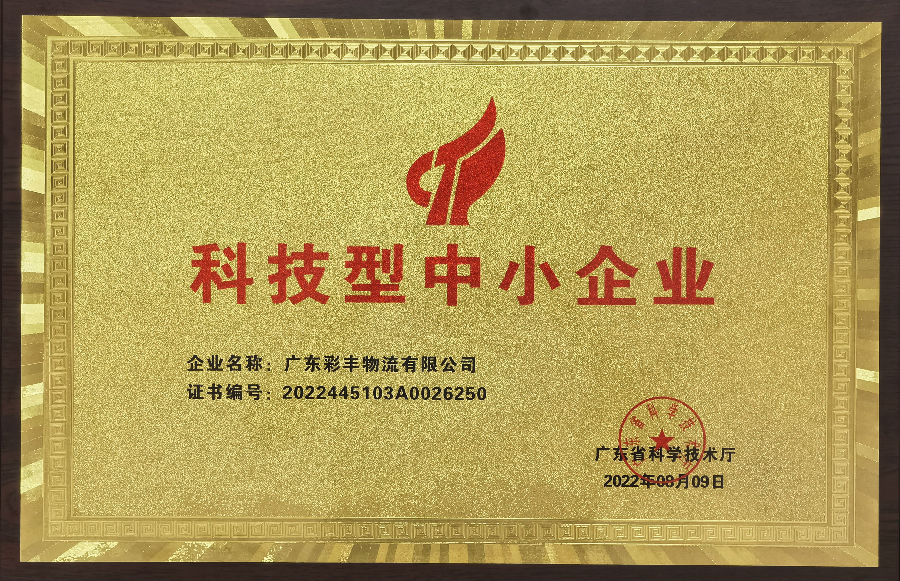 科技型中小企业
企业名称：广东彩丰物流有限公司
证书编号：2022445103A0026250
广东省科学技术厅
2022年08月09日